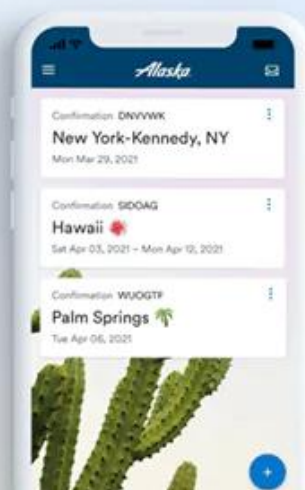 Alaska
Confirmation DNVVWK
New York-Kennedy, NY
Mon Mar 29, 2021
Confirmation SIDOAG
Hawaii 🌺
Sat Apr 03, 2021 – Mon Apr 12, 2021
Confirmation WUOGTF
Palm Springs 🌴
Tue Apr 06, 2021